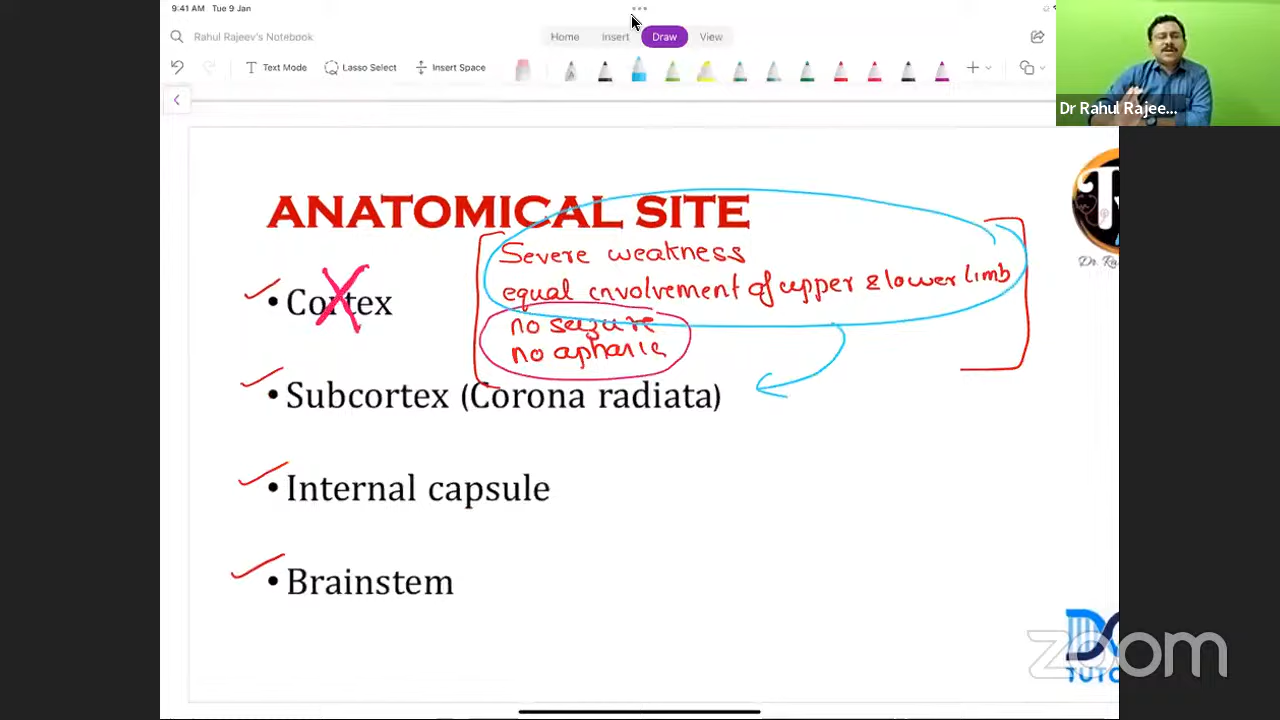 9:41 AM Tue 9 Jan
Rahul Rajeev's Notebook
Home Insert Draw View
Text Mode Lasso Select Insert Space
Dr Rahul Rajee...
ANATOMICAL SITE
Severe weakness
equal involvement of upper & lower limb
• Cortex
no seizure
no aphasia
• Subcortex (Corona radiata)
• Internal capsule
• Brainstem
zoom
TUTO